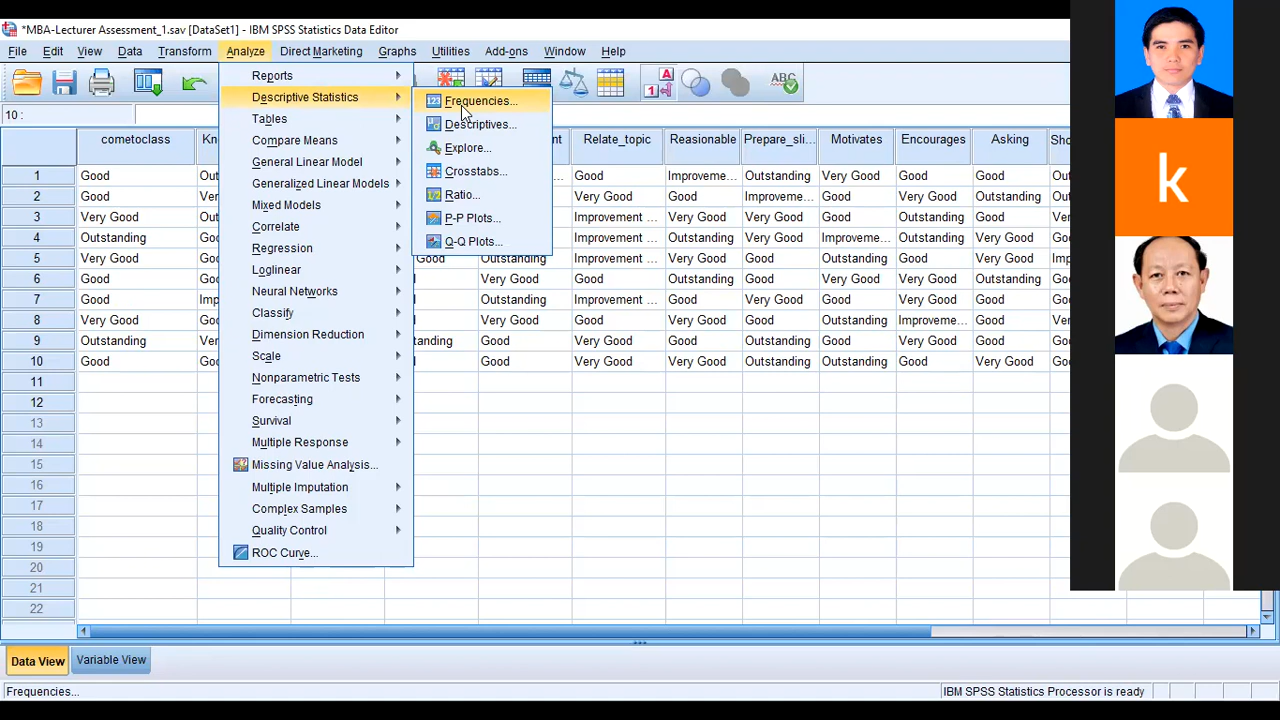 *MBA-Lecturer Assessment_1.sav [DataSet1] - IBM SPSS Statistics Data Editor
File Edit View Data Transform Analyze Direct Marketing Graphs Utilities Add-ons Window Help
10 :
Reports
Descriptive Statistics
Tables
Compare Means
General Linear Model
Generalized Linear Models
Mixed Models
Correlate
Regression
Loglinear
Neural Networks
Classify
Dimension Reduction
Scale
Nonparametric Tests
Forecasting
Survival
Multiple Response
Missing Value Analysis...
Multiple Imputation
Complex Samples
Quality Control
ROC Curve...
Frequencies...
Descriptives...
Explore...
Crosstabs...
Ratio...
P-P Plots...
Q-Q Plots...
cometoclass Relate_topic Reasionable Prepare_sli... Motivates Encourages Asking
1 Good Good Improveme... Outstanding Very Good Good Good
2 Good Very Good Good Improveme... Good Very Good Outstanding
3 Very Good Improvement ... Good Very Good Good Good Very Good
4 Outstanding Improvement ... Outstanding Very Good Improveme... Outstanding Good
5 Very Good Good Very Good Improvement ... Good Good Very Good Good Very Good
6 Good Very Good Good Outstanding Good Very Good Good Very Good
7 Good Outstanding Improvement ... Good Very Good Good Outstanding Good
8 Very Good Very Good Good Very Good Good Outstanding Improveme... Good
9 Outstanding Good Very Good Good Very Good Good Good Very Good
10 Good Good Very Good Very Good Outstanding Outstanding Good Very Good
11
12
13
14
15
16
17
18
19
20
21
22
k
Data View Variable View
Frequencies... IBM SPSS Statistics Processor is ready